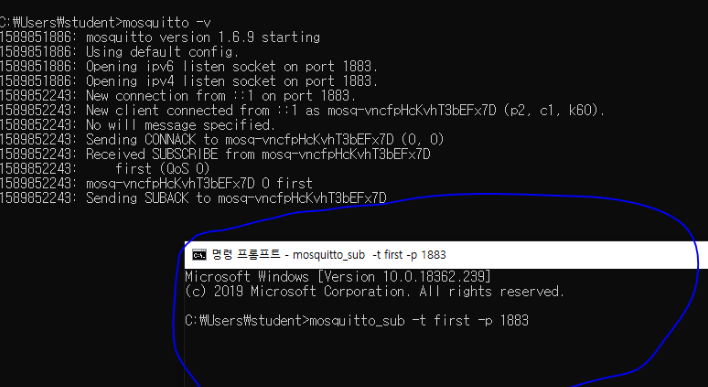 C:₩Users₩student>mosquitto -v
1589851886: mosquitto version 1.6.9 starting
1589851886: Using default config.
1589851886: Opening ipv6 listen socket on port 1883.
1589851886: Opening ipv4 listen socket on port 1883.
1589852243: New connection from ::1 on port 1883.
1589852243: New client connected from ::1 as mosq-vncfpHcKvhT3bEFx7D (p2, c1, k60).
1589852243: No will message specified.
1589852243: Sending CONNACK to mosq-vncfpHcKvhT3bEFx7D (0, 0)
1589852243: Received SUBSCRIBE from mosq-vncfpHcKvhT3bEFx7D
1589852243:     first (QoS 0)
1589852243: mosq-vncfpHcKvhT3bEFx7D 0 first
1589852243: Sending SUBACK to mosq-vncfpHcKvhT3bEFx7D
명령 프롬프트 - mosquitto_sub  -t first -p 1883
Microsoft Windows [Version 10.0.18362.239]
(c) 2019 Microsoft Corporation. All rights reserved.
C:₩Users₩student>mosquitto_sub -t first -p 1883